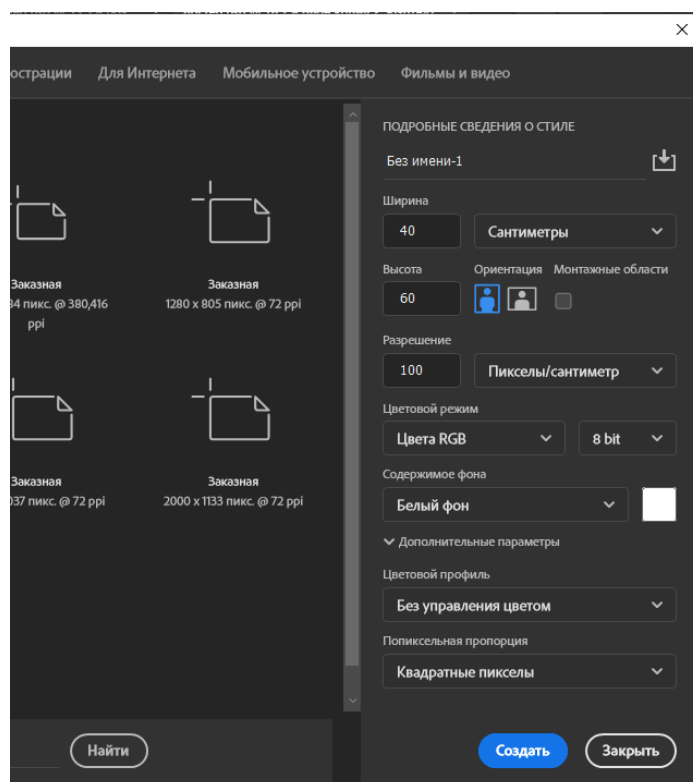 Для Интернета Мобильное устройство Фильмы и видео
ПОДРОБНЫЕ СВЕДЕНИЯ О СТИЛЕ
Без имени-1
Ширина
40 Сантиметры
Высота Ориентация Монтажные области
60
Разрешение
100 Пикселы/сантиметр
Цветовой режим
Цвета RGB 8 bit
Содержимое фона
Белый фон
Дополнительные параметры
Цветовой профиль
Без управления цветом
Попиксельная пропорция
Квадратные пикселы
Заказная
34 пикс. @ 380,416
ppi
Заказная
1280 x 805 пикс. @ 72 ppi
Заказная
037 пикс. @ 72 ppi
Заказная
2000 x 1133 пикс. @ 72 ppi
Найти
Создать Закрыть